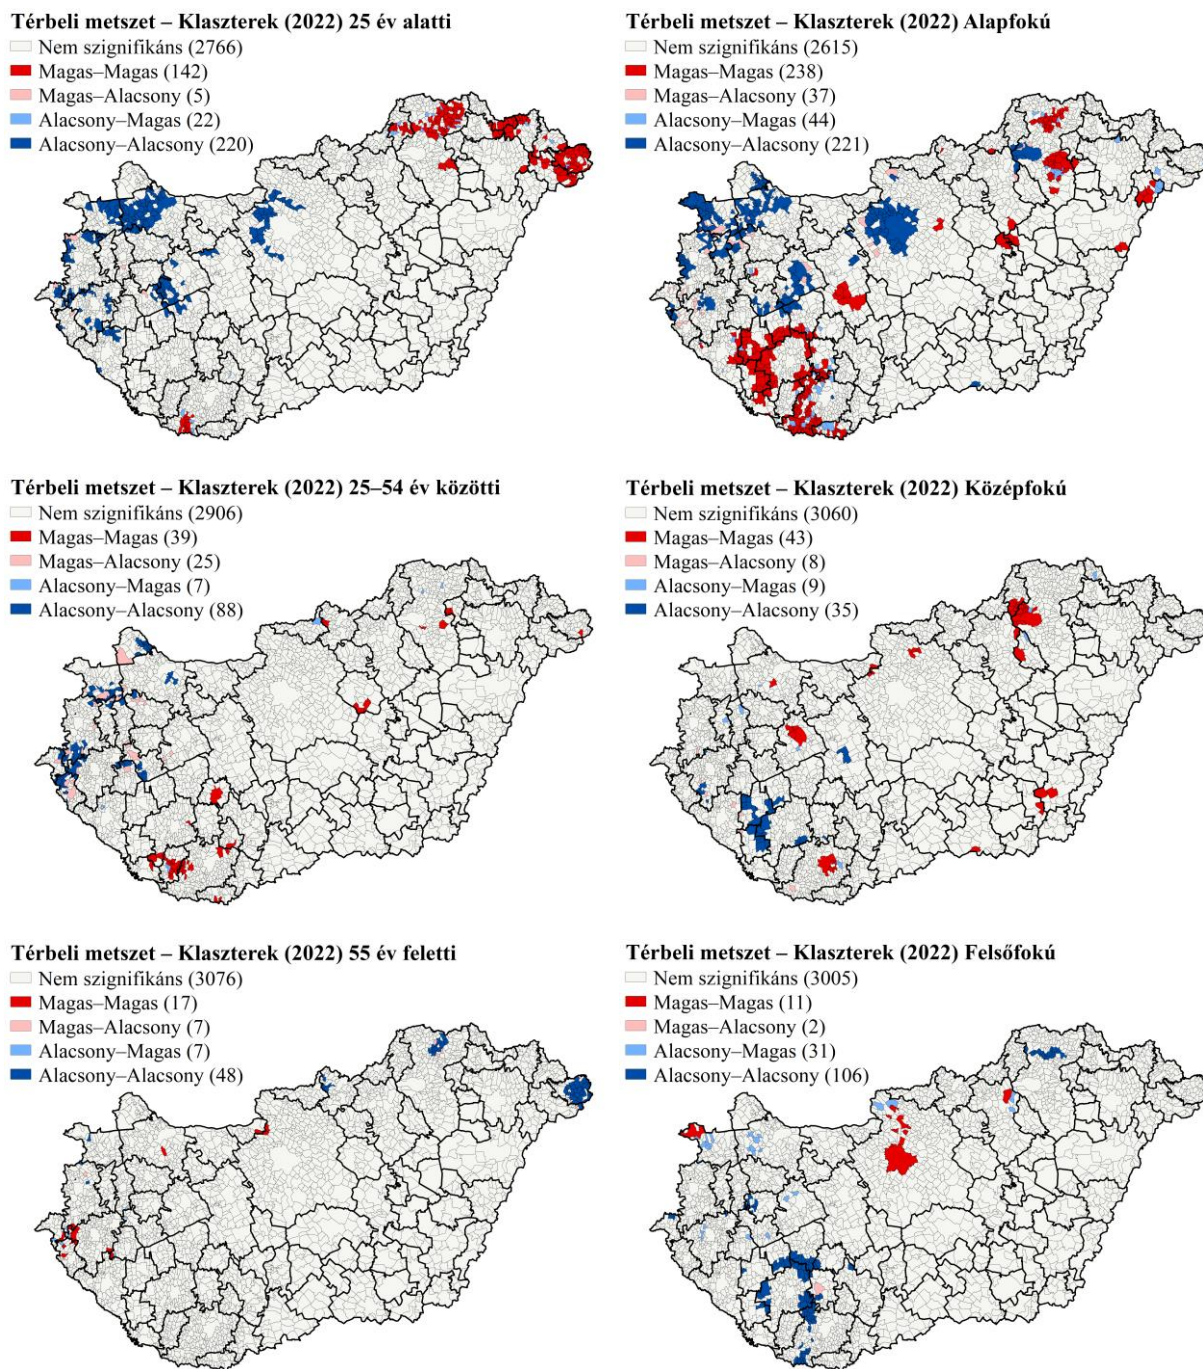 Térbeli metszet – Klaszterek (2022) 25 év alatti
Nem szignifikáns (2766)
Magas–Magas (142)
Magas–Alacsony (5)
Alacsony–Magas (22)
Alacsony–Alacsony (220)
Térbeli metszet – Klaszterek (2022) Alapfokú
Nem szignifikáns (2615)
Magas–Magas (238)
Magas–Alacsony (37)
Alacsony–Magas (44)
Alacsony–Alacsony (221)
Térbeli metszet – Klaszterek (2022) 25–54 év közötti
Nem szignifikáns (2906)
Magas–Magas (39)
Magas–Alacsony (25)
Alacsony–Magas (7)
Alacsony–Alacsony (88)
Térbeli metszet – Klaszterek (2022) Középfokú
Nem szignifikáns (3060)
Magas–Magas (43)
Magas–Alacsony (8)
Alacsony–Magas (9)
Alacsony–Alacsony (35)
Térbeli metszet – Klaszterek (2022) 55 év feletti
Nem szignifikáns (3076)
Magas–Magas (17)
Magas–Alacsony (7)
Alacsony–Magas (7)
Alacsony–Alacsony (48)
Térbeli metszet – Klaszterek (2022) Felsőfokú
Nem szignifikáns (3005)
Magas–Magas (11)
Magas–Alacsony (2)
Alacsony–Magas (31)
Alacsony–Alacsony (106)